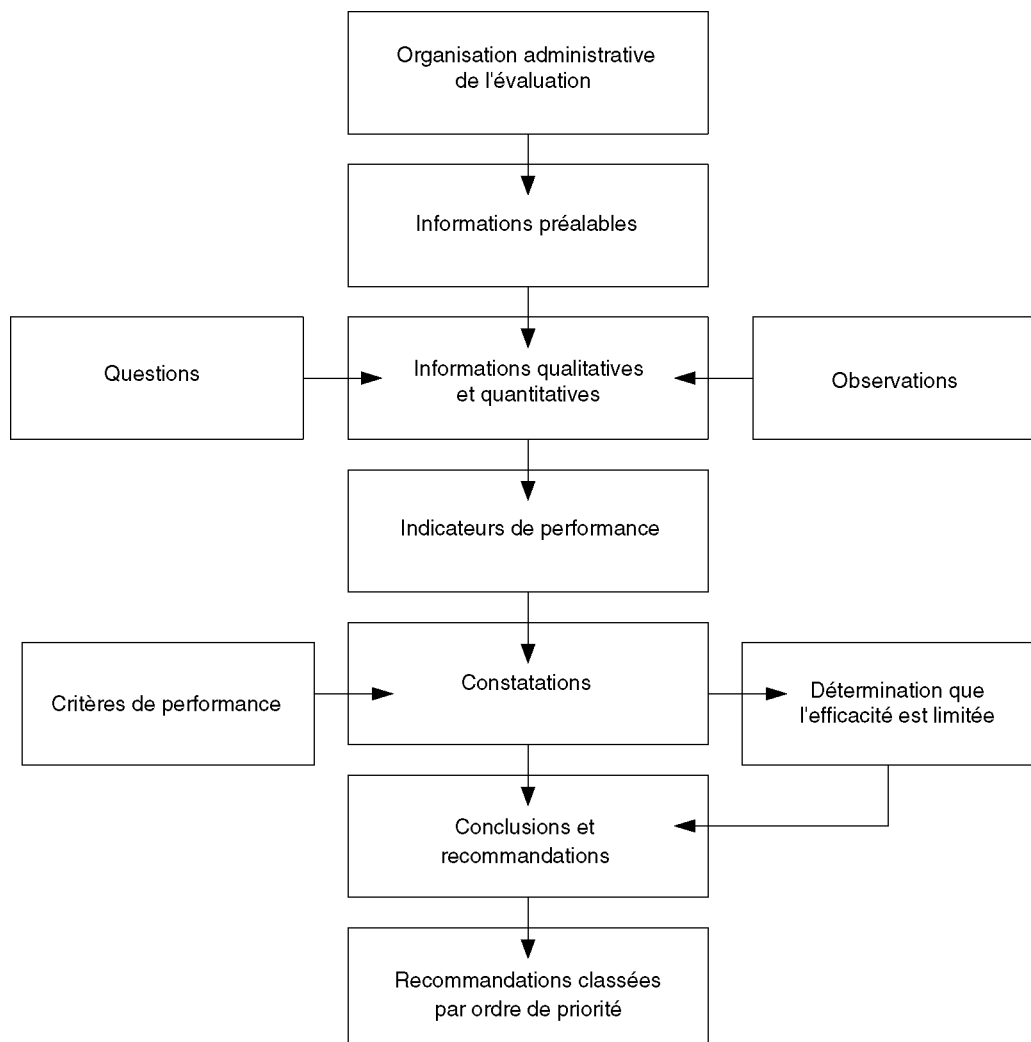 Organisation administrative
de l'évaluation
Informations préalables
Questions
Informations qualitatives
et quantitatives
Observations
Indicateurs de performance
Critères de performance
Constatations
Détermination que
l'efficacité est limitée
Conclusions et
recommandations
Recommandations classées
par ordre de priorité